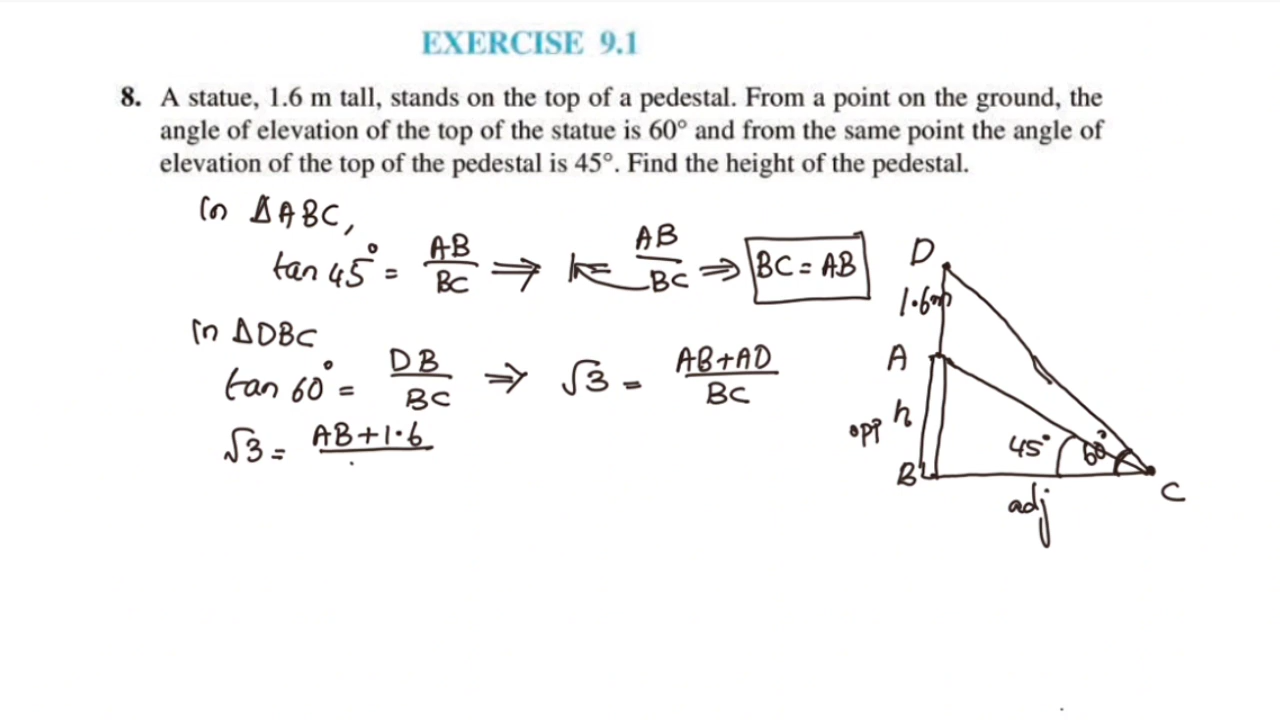 EXERCISE 9.1
8. A statue, 1.6 m tall, stands on the top of a pedestal. From a point on the ground, the
angle of elevation of the top of the statue is 60° and from the same point the angle of
elevation of the top of the pedestal is 45°. Find the height of the pedestal.
In ΔABC,
tan 45° = AB/BC ⇒ 1 = AB/BC ⇒ BC = AB
In ΔDBC
tan 60° = DB/BC ⇒ √3 = AB+AD/BC
√3 = AB+1.6
D
1.6m
A
h
opp
45° 60°
B
C
adj